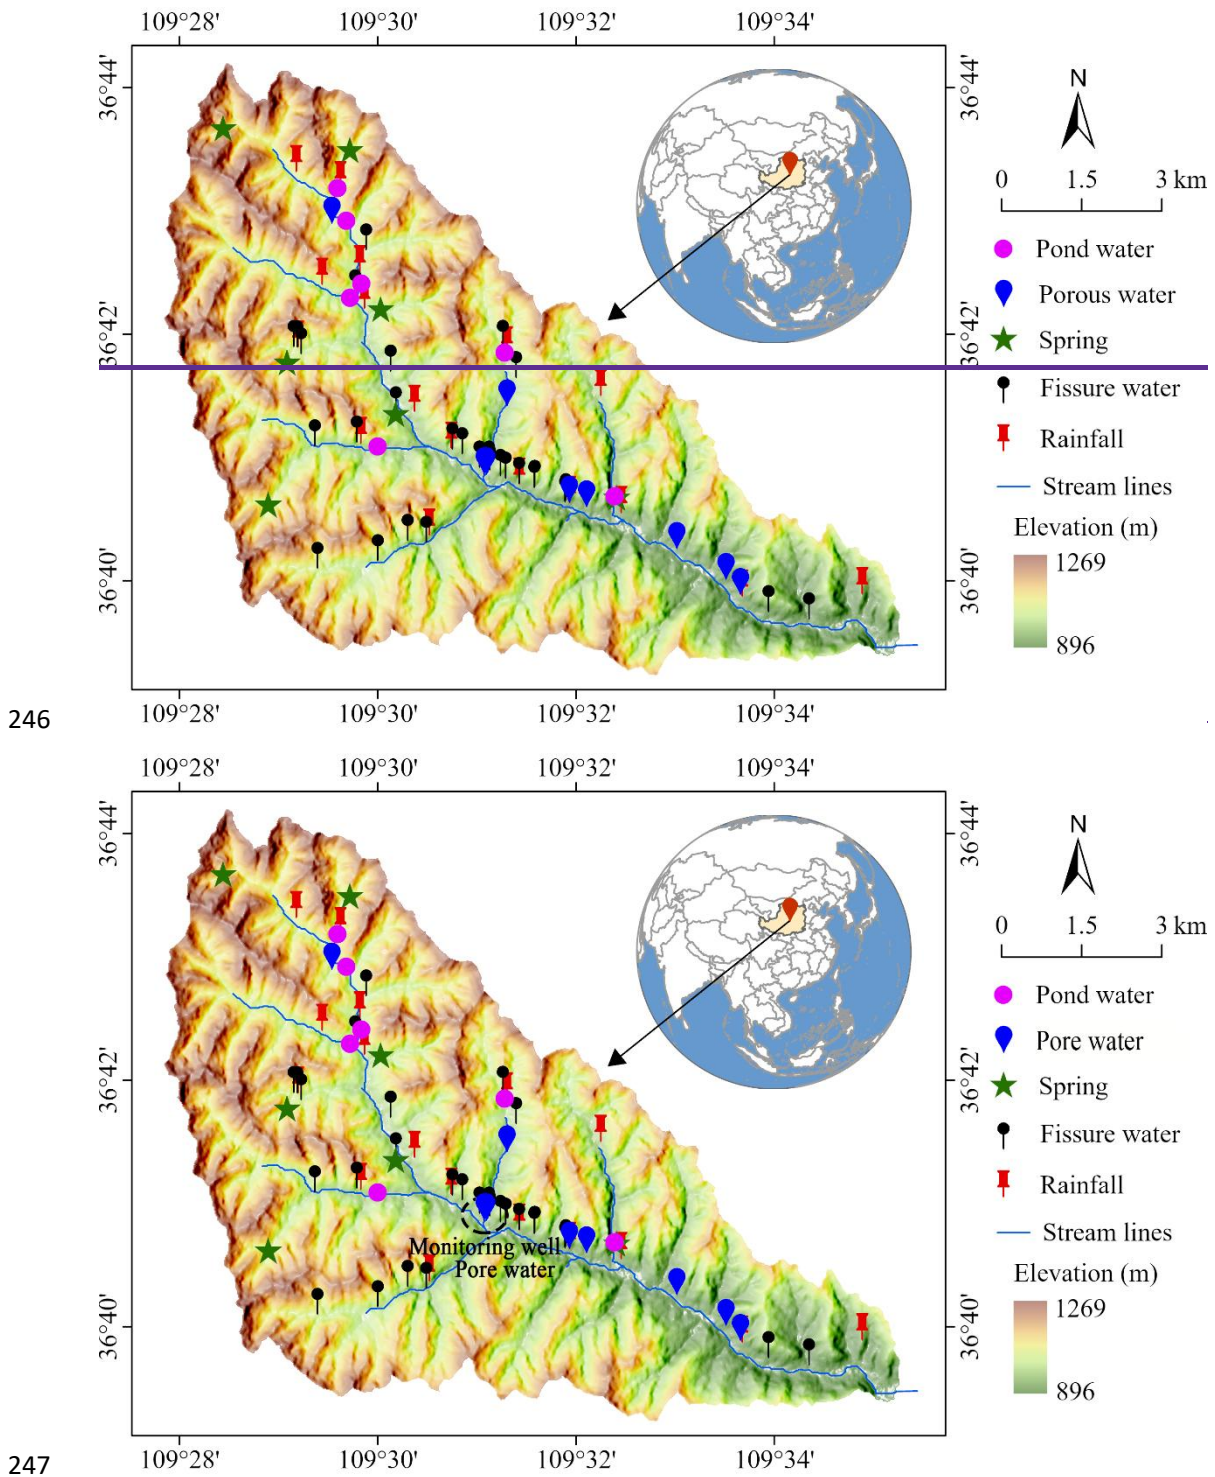 109°28' 109°30' 109°32' 109°34'
36°44' 36°44'
36°42' 36°42'
36°40' 36°40'
N
0 1.5 3 km
Pond water
Porous water
Spring
Fissure water
Rainfall
Stream lines
Elevation (m)
1269
896
109°28' 109°30' 109°32' 109°34'
246
109°28' 109°30' 109°32' 109°34'
36°44' 36°44'
36°42' 36°42'
36°40' 36°40'
Monitoring well
Pore water
N
0 1.5 3 km
Pond water
Pore water
Spring
Fissure water
Rainfall
Stream lines
Elevation (m)
1269
896
109°28' 109°30' 109°32' 109°34'
247